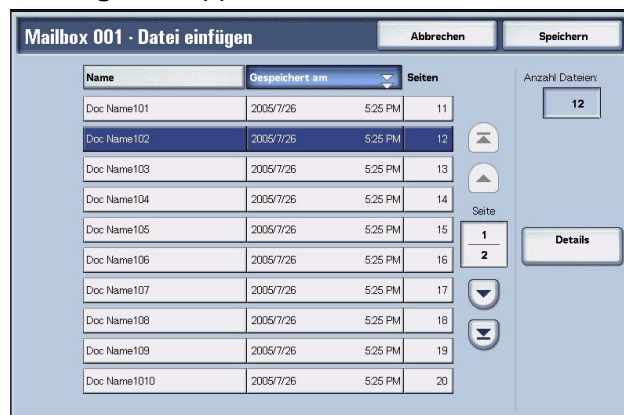 Mailbox 001 - Datei einfügen Abbrechen Speichern
Name Gespeichert am Seiten Anzahl Dateien:
Doc Name101 2005/7/26 5:25 PM 11 12
Doc Name102 2005/7/26 5:25 PM 12
Doc Name103 2005/7/26 5:25 PM 13
Doc Name104 2005/7/26 5:25 PM 14
Seite
Doc Name105 2005/7/26 5:25 PM 15 1 Details
Doc Name106 2005/7/26 5:25 PM 16 2
Doc Name107 2005/7/26 5:25 PM 17
Doc Name108 2005/7/26 5:25 PM 18
Doc Name109 2005/7/26 5:25 PM 19
Doc Name1010 2005/7/26 5:25 PM 20